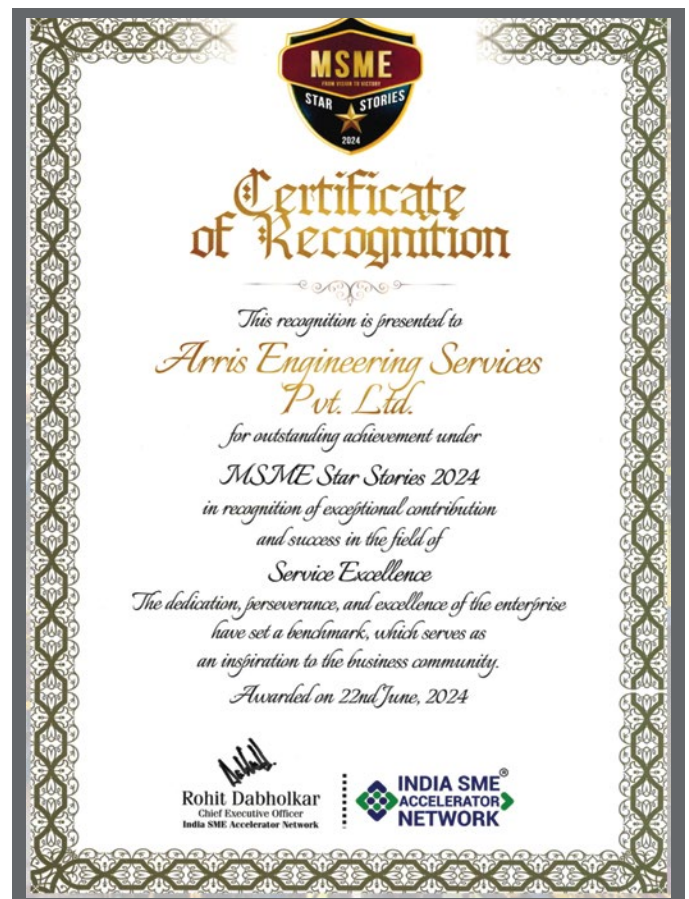 MSME
FROM VISION TO VICTORY
STAR STORIES
2024
Certificate
of Recognition
This recognition is presented to
Arris Engineering Services
Pvt. Ltd.
for outstanding achievement under
MSME Star Stories 2024
in recognition of exceptional contribution
and success in the field of
Service Excellence
The dedication, perseverance, and excellence of the enterprise
have set a benchmark, which serves as
an inspiration to the business community.
Awarded on 22nd June, 2024
Rohit Dabholkar
Chief Executive Officer
India SME Accelerator Network
INDIA SME®
ACCELERATOR
NETWORK